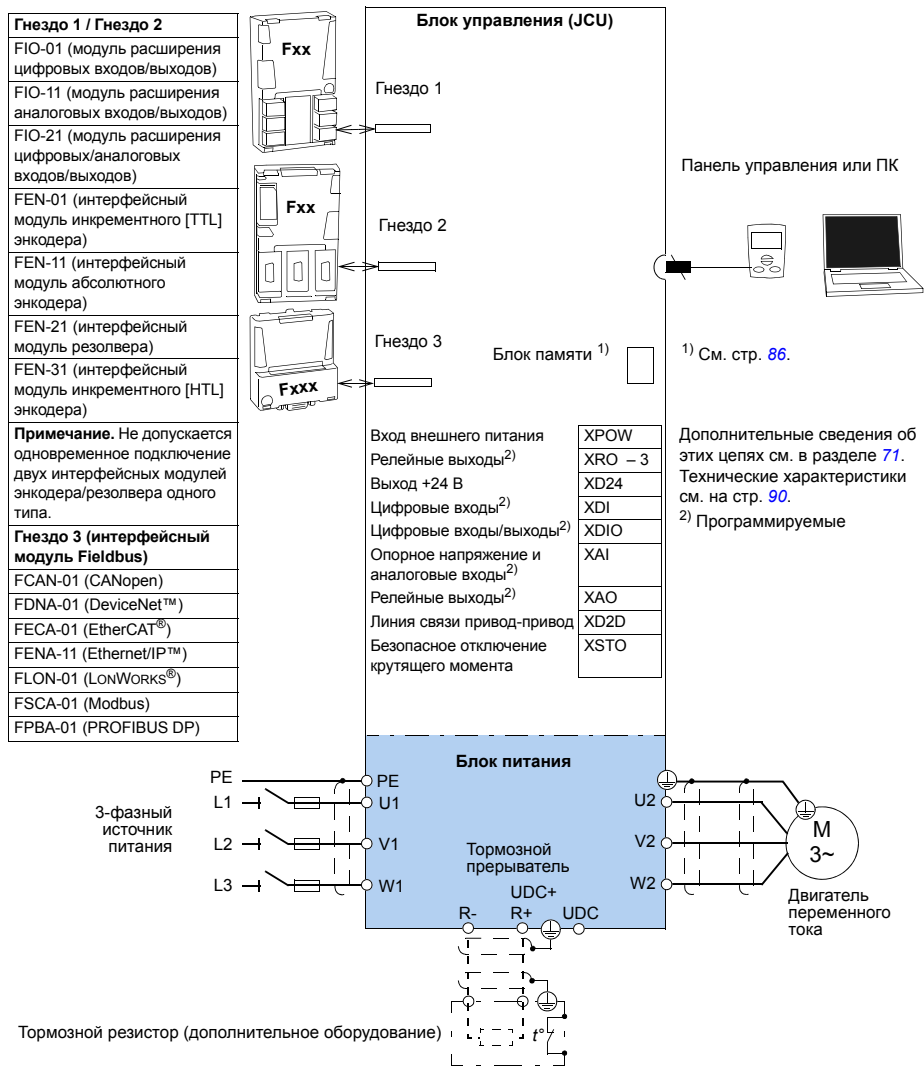 Гнездо 1 / Гнездо 2
FIO-01 (модуль расширения
цифровых входов/выходов)
FIO-11 (модуль расширения
аналоговых входов/выходов)
FIO-21 (модуль расширения
цифровых/аналоговых
входов/выходов)
FEN-01 (интерфейсный
модуль инкрементного [TTL]
энкодера)
FEN-11 (интерфейсный
модуль абсолютного
энкодера)
FEN-21 (интерфейсный
модуль резолвера)
FEN-31 (интерфейсный
модуль инкрементного [HTL]
энкодера)
Примечание. Не допускается
одновременное подключение
двух интерфейсных модулей
энкодера/резолвера одного
типа.
Гнездо 3 (интерфейсный
модуль Fieldbus)
FCAN-01 (CANopen)
FDNA-01 (DeviceNet™)
FECA-01 (EtherCAT®)
FENA-11 (Ethernet/IP™)
FLON-01 (LONWORKS®)
FSCA-01 (Modbus)
FPBA-01 (PROFIBUS DP)
Fxx
Fxx
Fxxx
Блок управления (JCU)
Гнездо 1
Гнездо 2
Гнездо 3
Панель управления или ПК
Блок памяти 1)
1) См. стр. 86.
Вход внешнего питания XPOW
Релейные выходы2) XRO – 3
Выход +24 В XD24
Цифровые входы2) XDI
Цифровые входы/выходы2) XDIO
Опорное напряжение и XAI
аналоговые входы2)
Релейные выходы2) XAO
Линия связи привод-привод XD2D
Безопасное отключение XSTO
крутящего момента
Дополнительные сведения об
этих цепях см. в разделе 71.
Технические характеристики
см. на стр. 90.
2) Программируемые
Блок питания
3-фазный
источник
питания
PE
L1
L2
L3
PE
U1
V1
W1
Тормозной
прерыватель
UDC+
R- R+ UDC
U2
V2
W2
M
3~
Двигатель
переменного
тока
Тормозной резистор (дополнительное оборудование)
t°